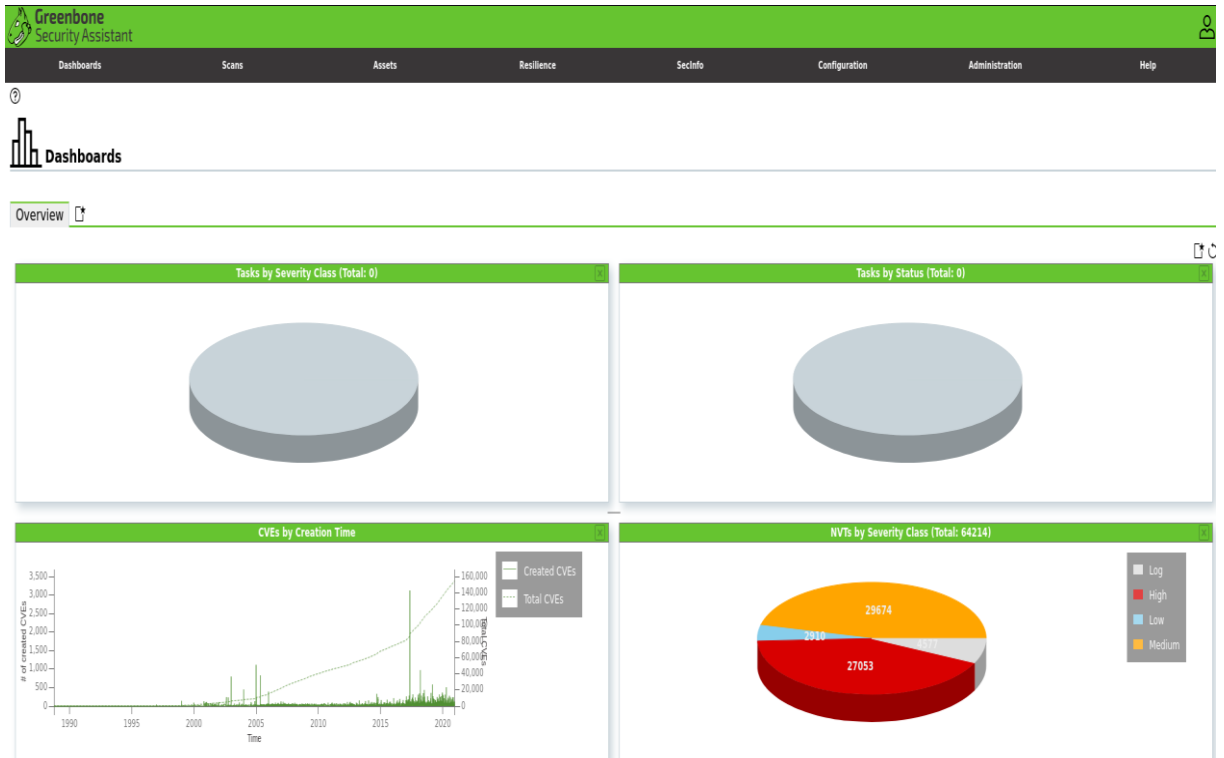 Greenbone
Security Assistant
Dashboards Scans Assets Resilience SecInfo Configuration Administration Help
?
Dashboards
Overview
Tasks by Severity Class (Total: 0) x
Tasks by Status (Total: 0) x
CVEs by Creation Time x
3,500
3,000
2,500
2,000
1,500
1,000
500
0
# of created CVEs
160,000
140,000
120,000
100,000
80,000
60,000
40,000
20,000
0
Total CVEs
1990 1995 2000 2005 2010 2015 2020
Time
Created CVEs
Total CVEs
NVTs by Severity Class (Total: 64214) x
29674
2910
27053
Log
High
Low
Medium